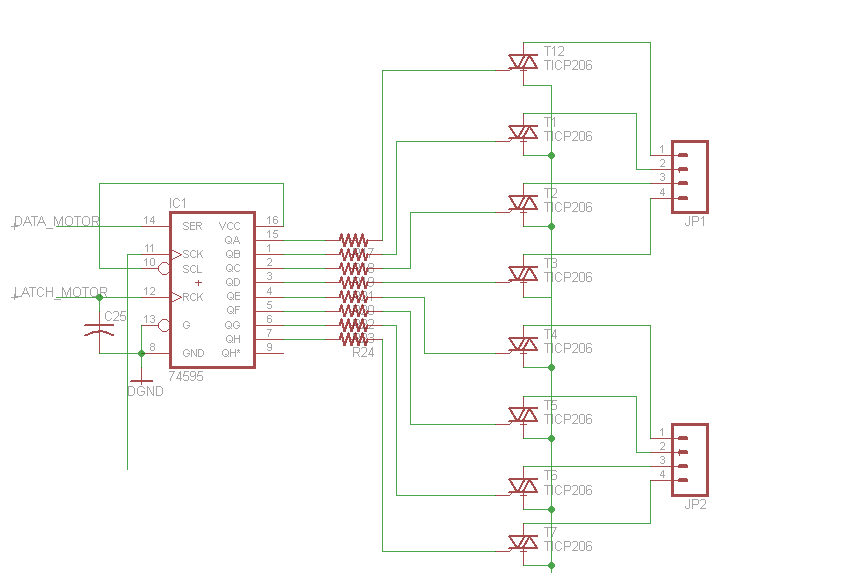 T12
TICP206
T1
TICP206
1
2
3
4
JP1
T2
TICP206
T3
TICP206
IC1
DATA_MOTOR
14 SER VCC 16
QA 15
11 SCK QB 1
10 SCL QC 2
QD 3
LATCH_MOTOR
12 RCK QE 4
QF 5
13 G QG 6
QH 7
8 GND QH* 9
74595
C25
DGND
R24
T4
TICP206
T5
TICP206
T6
TICP206
T7
TICP206
1
2
3
4
JP2